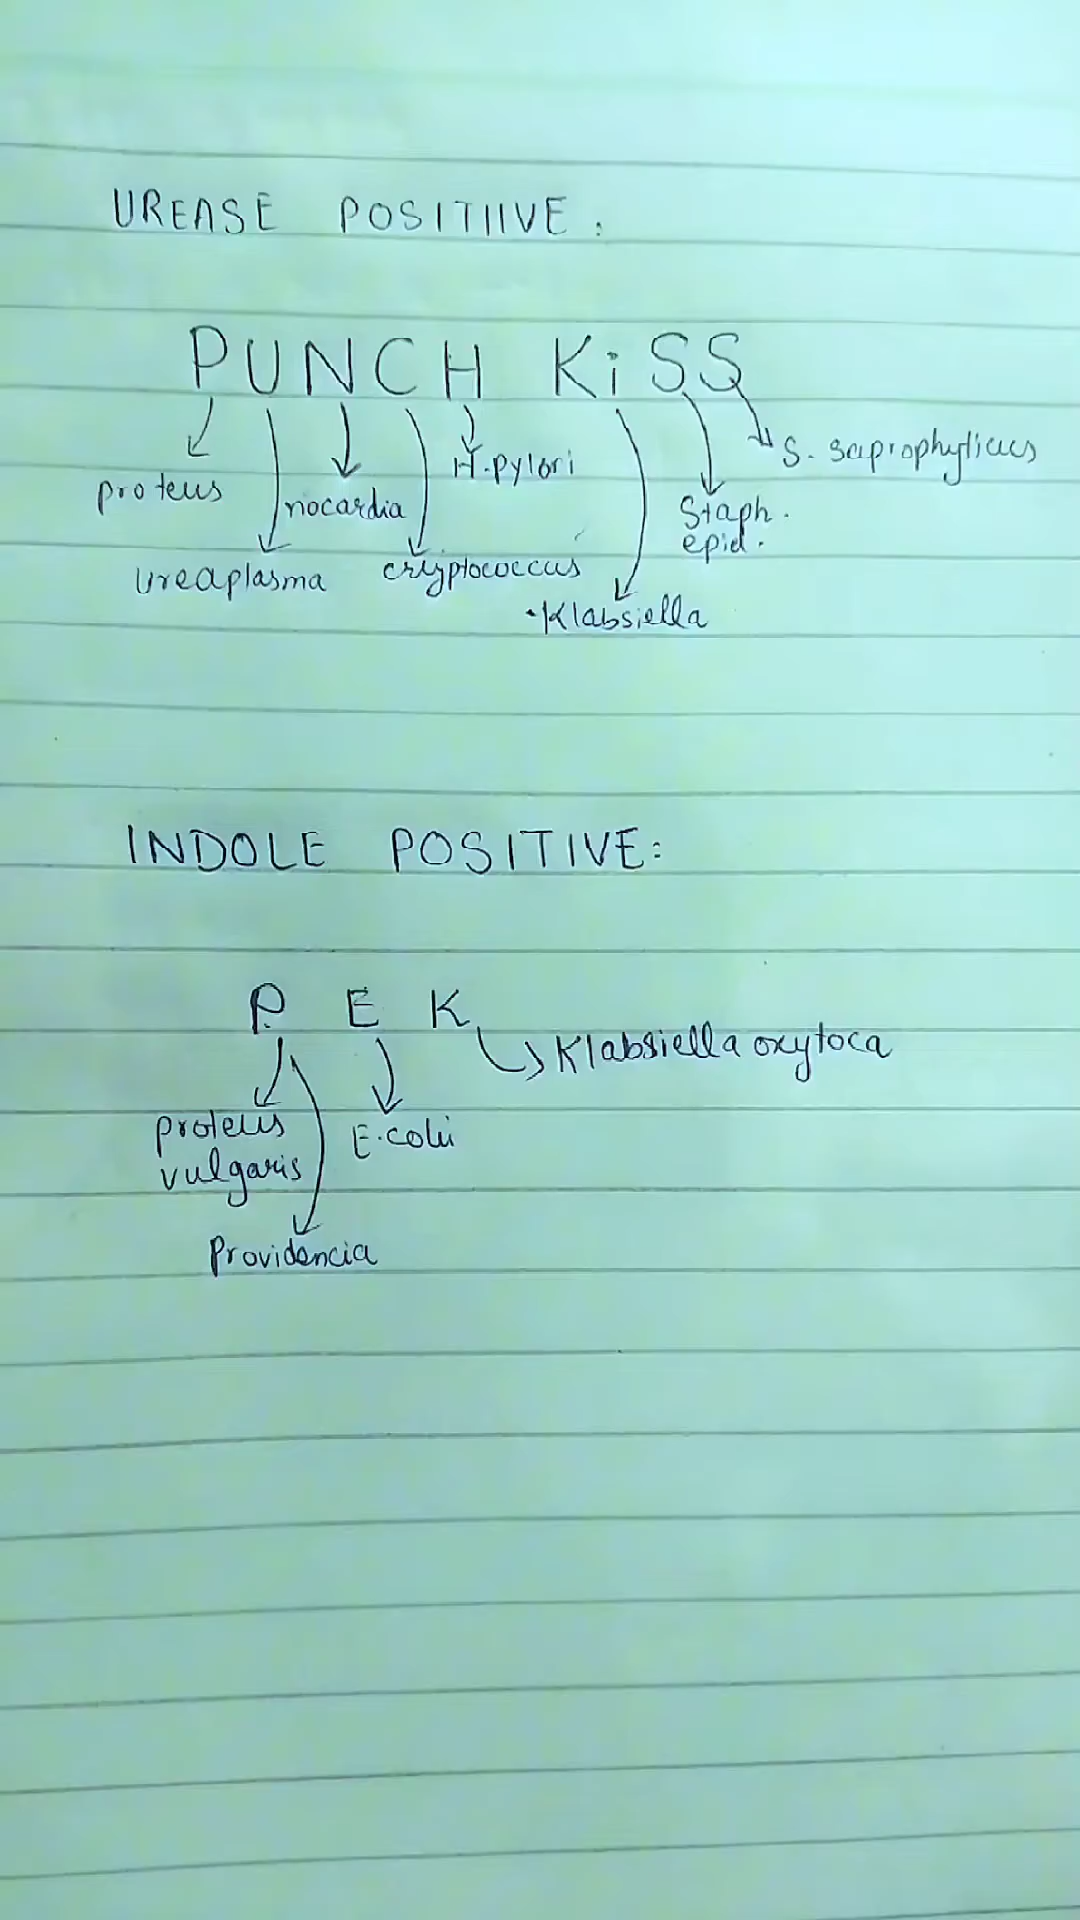 UREASE POSITIIVE :
PUNCH KiSS
proteus
ureaplasma
nocardia
cryptococcus
H.pylori
Klabsiella
Staph.
epid.
S. saprophyticus
INDOLE POSITIVE:
P E K
proteus
vulgaris
Providencia
E.coli
Klabsiella oxytoca